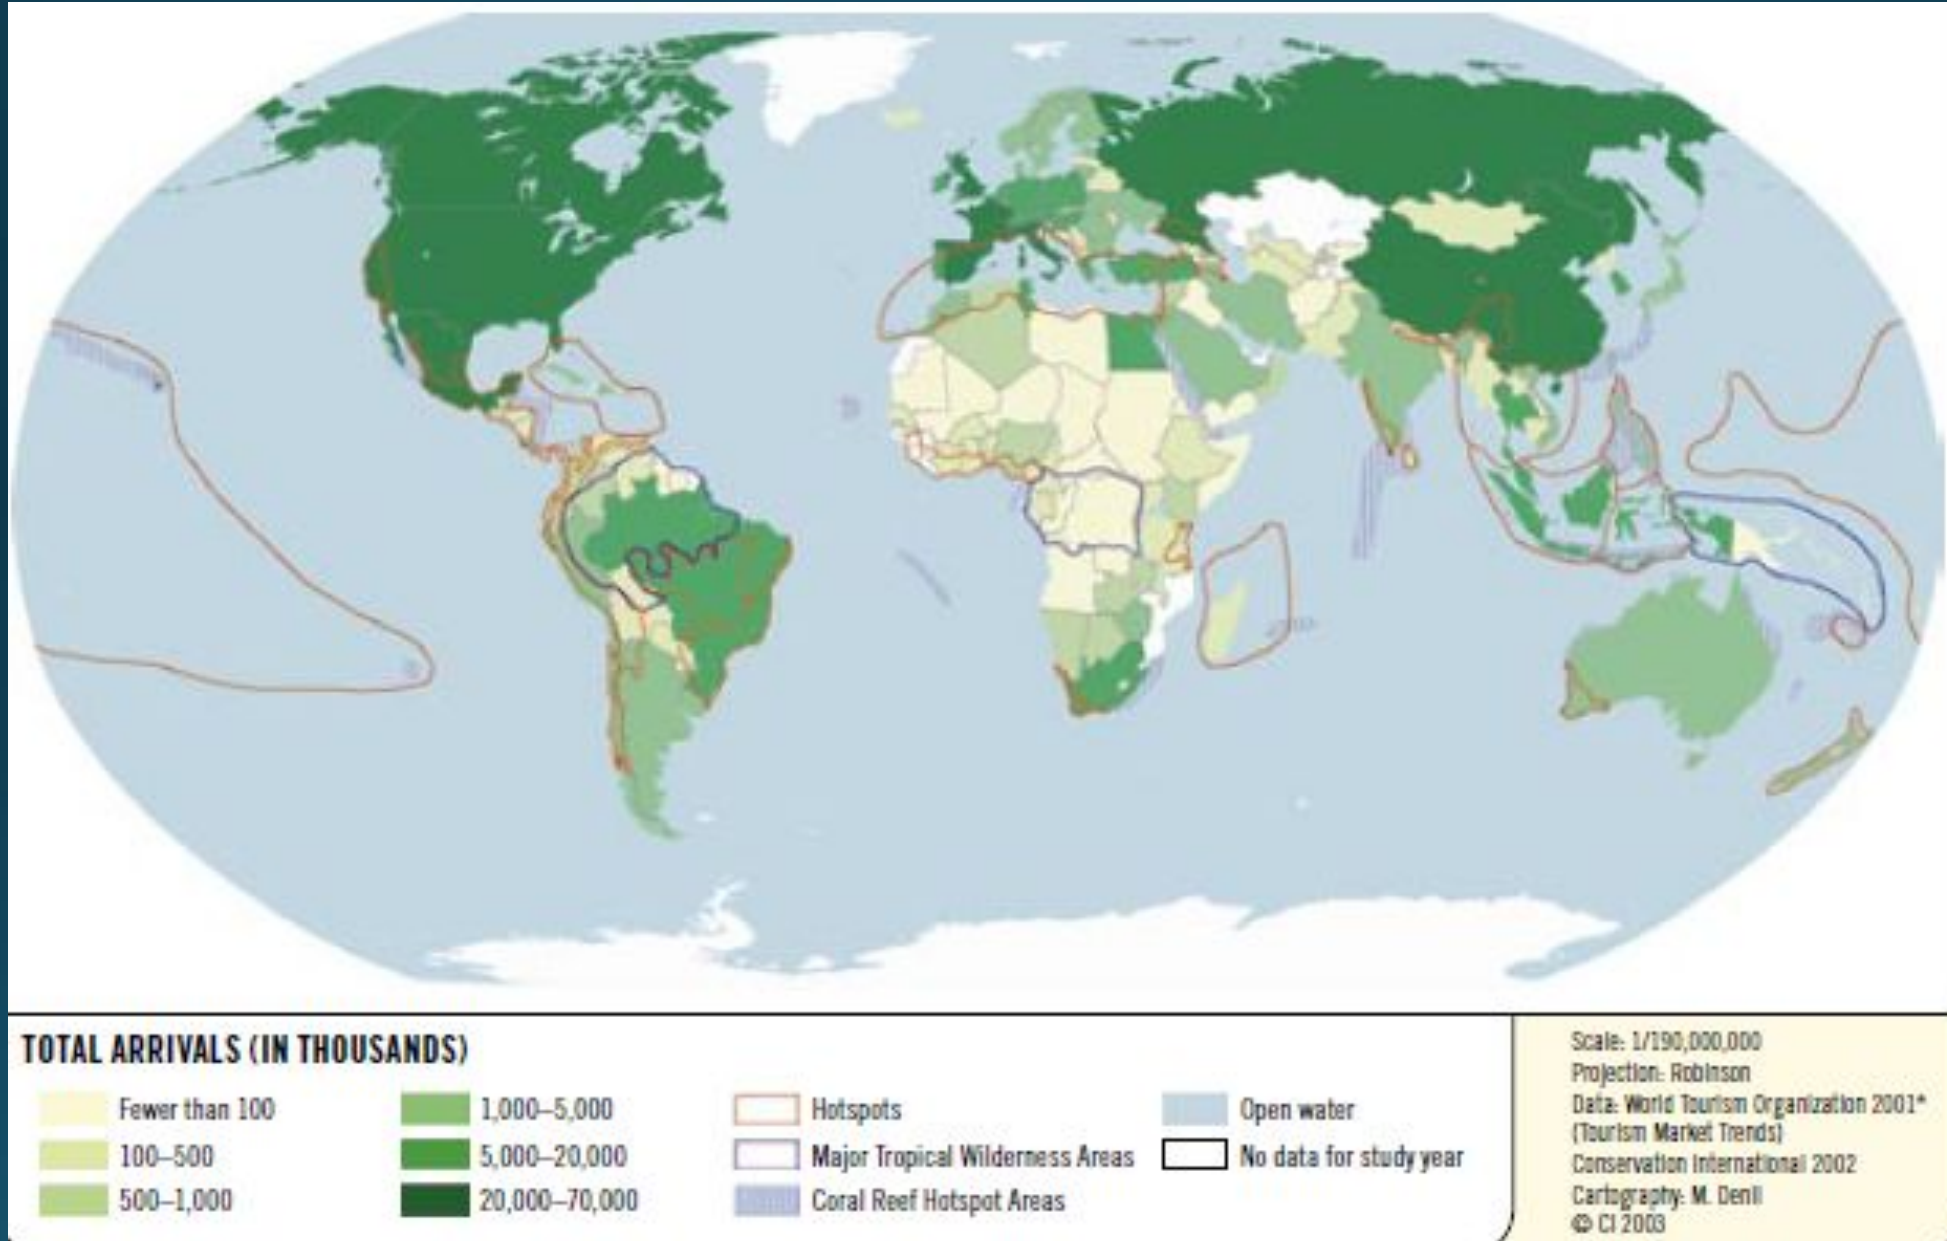 TOTAL ARRIVALS (IN THOUSANDS)
Fewer than 100
100–500
500–1,000
1,000–5,000
5,000–20,000
20,000–70,000
Hotspots
Major Tropical Wilderness Areas
Coral Reef Hotspot Areas
Open water
No data for study year
Scale: 1/190,000,000
Projection: Robinson
Data: World Tourism Organization 2001*
(Tourism Market Trends)
Conservation International 2002
Cartography: M. Denil
© CI 2003